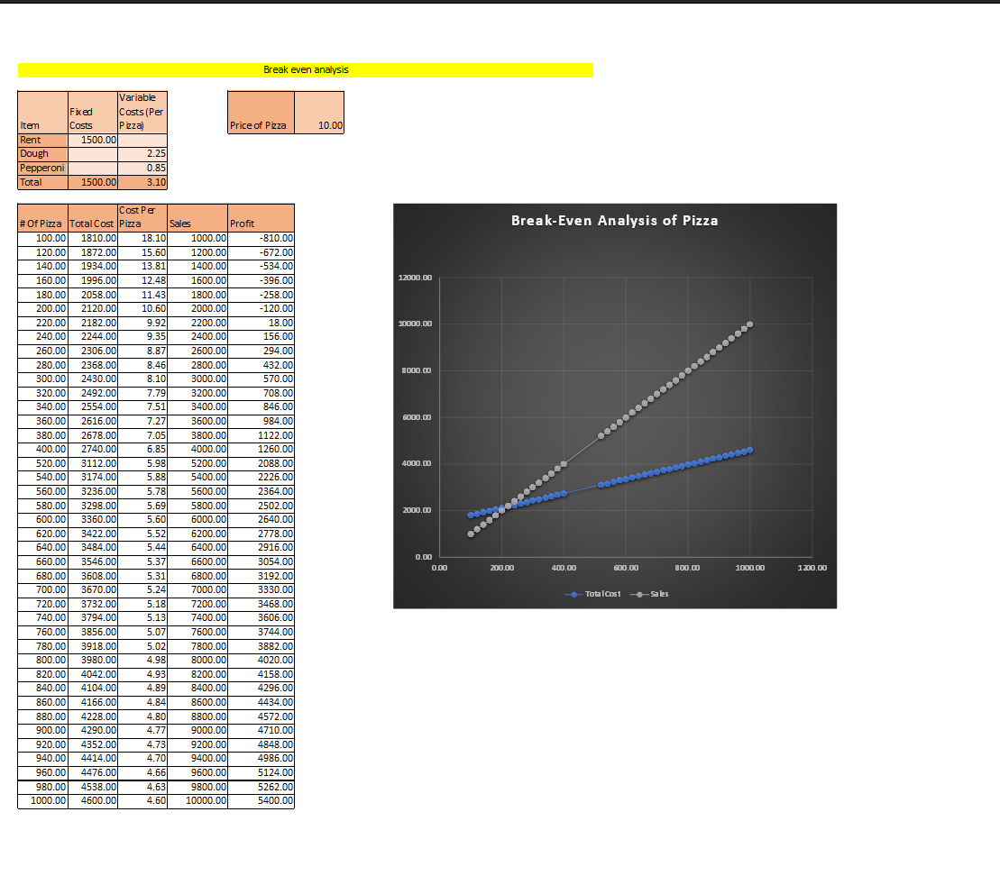 Break even analysis
Item Fixed Costs Variable Costs (Per Pizza)
Rent 1500.00
Dough 2.25
Pepperoni 0.85
Total 1500.00 3.10
Price of Pizza 10.00
# Of Pizza Total Cost Cost Per Pizza Sales Profit
100.00 1810.00 18.10 1000.00 -810.00
120.00 1872.00 15.60 1200.00 -672.00
140.00 1934.00 13.81 1400.00 -534.00
160.00 1996.00 12.48 1600.00 -396.00
180.00 2058.00 11.43 1800.00 -258.00
200.00 2120.00 10.60 2000.00 -120.00
220.00 2182.00 9.92 2200.00 18.00
240.00 2244.00 9.35 2400.00 156.00
260.00 2306.00 8.87 2600.00 294.00
280.00 2368.00 8.46 2800.00 432.00
300.00 2430.00 8.10 3000.00 570.00
320.00 2492.00 7.79 3200.00 708.00
340.00 2554.00 7.51 3400.00 846.00
360.00 2616.00 7.27 3600.00 984.00
380.00 2678.00 7.05 3800.00 1122.00
400.00 2740.00 6.85 4000.00 1260.00
520.00 3112.00 5.98 5200.00 2088.00
540.00 3174.00 5.88 5400.00 2226.00
560.00 3236.00 5.78 5600.00 2364.00
580.00 3298.00 5.69 5800.00 2502.00
600.00 3360.00 5.60 6000.00 2640.00
620.00 3422.00 5.52 6200.00 2778.00
640.00 3484.00 5.44 6400.00 2916.00
660.00 3546.00 5.37 6600.00 3054.00
680.00 3608.00 5.31 6800.00 3192.00
700.00 3670.00 5.24 7000.00 3330.00
720.00 3732.00 5.18 7200.00 3468.00
740.00 3794.00 5.13 7400.00 3606.00
760.00 3856.00 5.07 7600.00 3744.00
780.00 3918.00 5.02 7800.00 3882.00
800.00 3980.00 4.98 8000.00 4020.00
820.00 4042.00 4.93 8200.00 4158.00
840.00 4104.00 4.89 8400.00 4296.00
860.00 4166.00 4.84 8600.00 4434.00
880.00 4228.00 4.80 8800.00 4572.00
900.00 4290.00 4.77 9000.00 4710.00
920.00 4352.00 4.73 9200.00 4848.00
940.00 4414.00 4.70 9400.00 4986.00
960.00 4476.00 4.66 9600.00 5124.00
980.00 4538.00 4.63 9800.00 5262.00
1000.00 4600.00 4.60 10000.00 5400.00
Break-Even Analysis of Pizza
12000.00
10000.00
8000.00
6000.00
4000.00
2000.00
0.00
0.00 200.00 400.00 600.00 800.00 1000.00 1200.00
Total Cost Sales